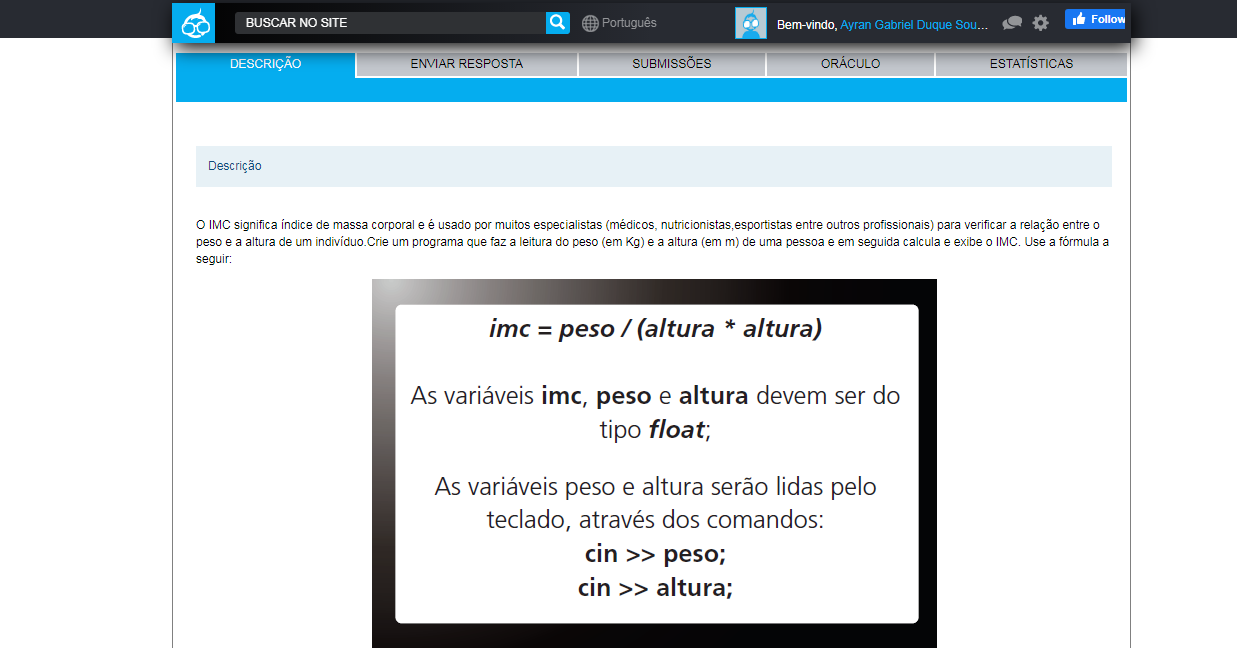 BUSCAR NO SITE
Português
Bem-vindo, Ayran Gabriel Duque Sou...
Follow
DESCRIÇÃO
ENVIAR RESPOSTA
SUBMISSÕES
ORÁCULO
ESTATÍSTICAS
Descrição
O IMC significa índice de massa corporal e é usado por muitos especialistas (médicos, nutricionistas,esportistas entre outros profissionais) para verificar a relação entre o
peso e a altura de um indivíduo.Crie um programa que faz a leitura do peso (em Kg) e a altura (em m) de uma pessoa e em seguida calcula e exibe o IMC. Use a fórmula a
seguir:
imc = peso / (altura * altura)
As variáveis imc, peso e altura devem ser do
tipo float;
As variáveis peso e altura serão lidas pelo
teclado, através dos comandos:
cin >> peso;
cin >> altura;